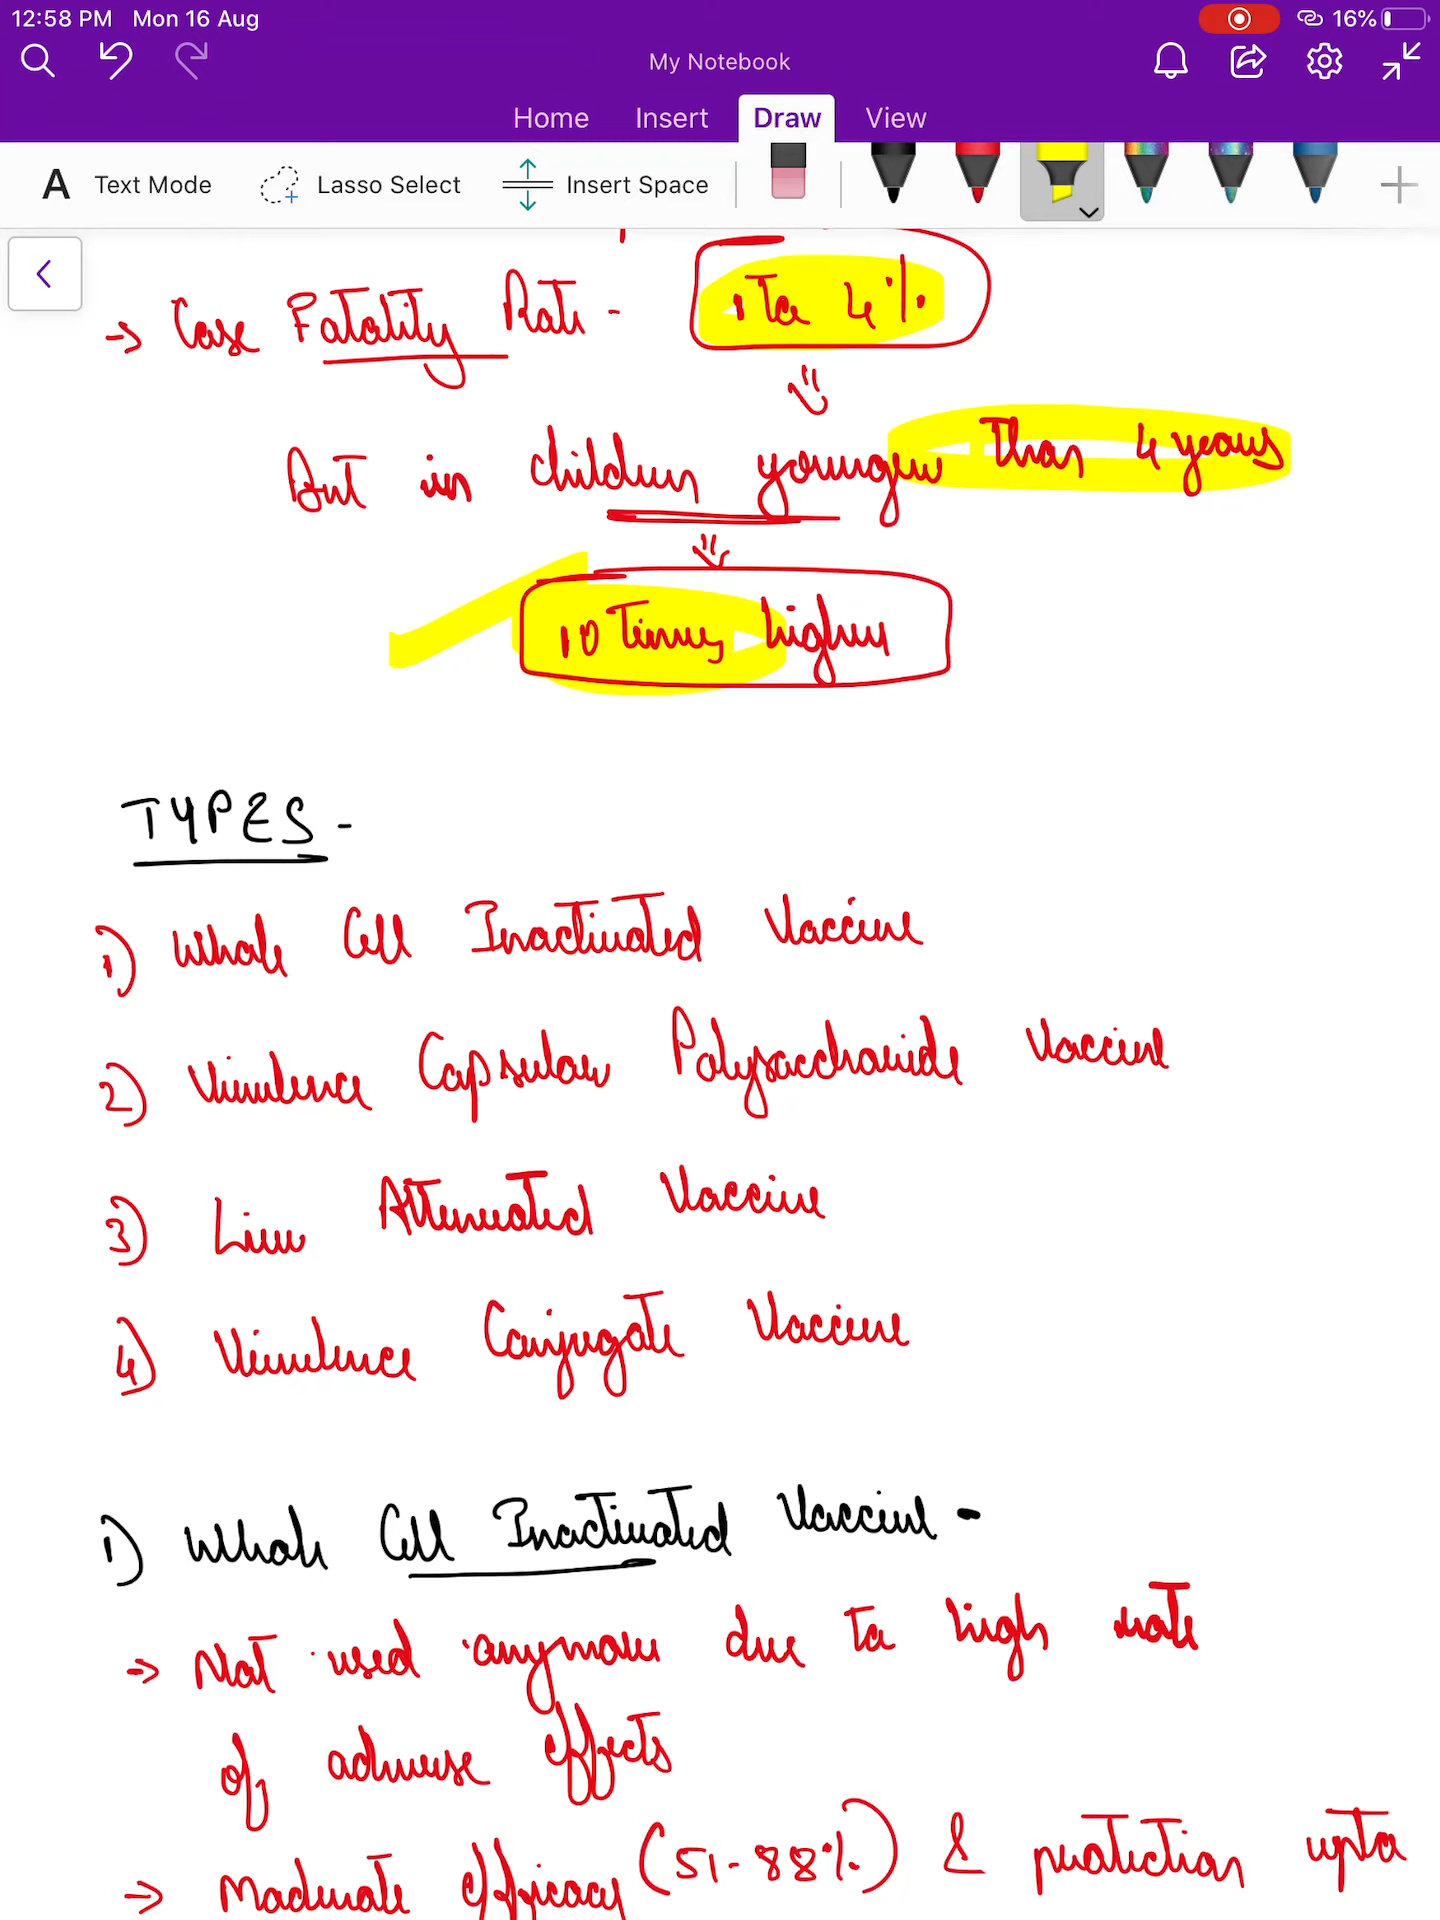 12:58 PM Mon 16 Aug 16%
My Notebook
Home Insert Draw View
A Text Mode Lasso Select Insert Space
→ Case Fatality Rate - 1 to 4%
But in children younger than 4 years
10 Times higher
TYPES -
1) Whole Cell Inactivated Vaccine
2) Virulence Capsular Polysaccharide Vaccine
3) Live Attenuated Vaccine
4) Virulence Conjugate Vaccine
1) Whole Cell Inactivated Vaccine -
→ Not used anymore due to high rate
of adverse effects
→ Moderate efficacy (51-88%) & protection upto